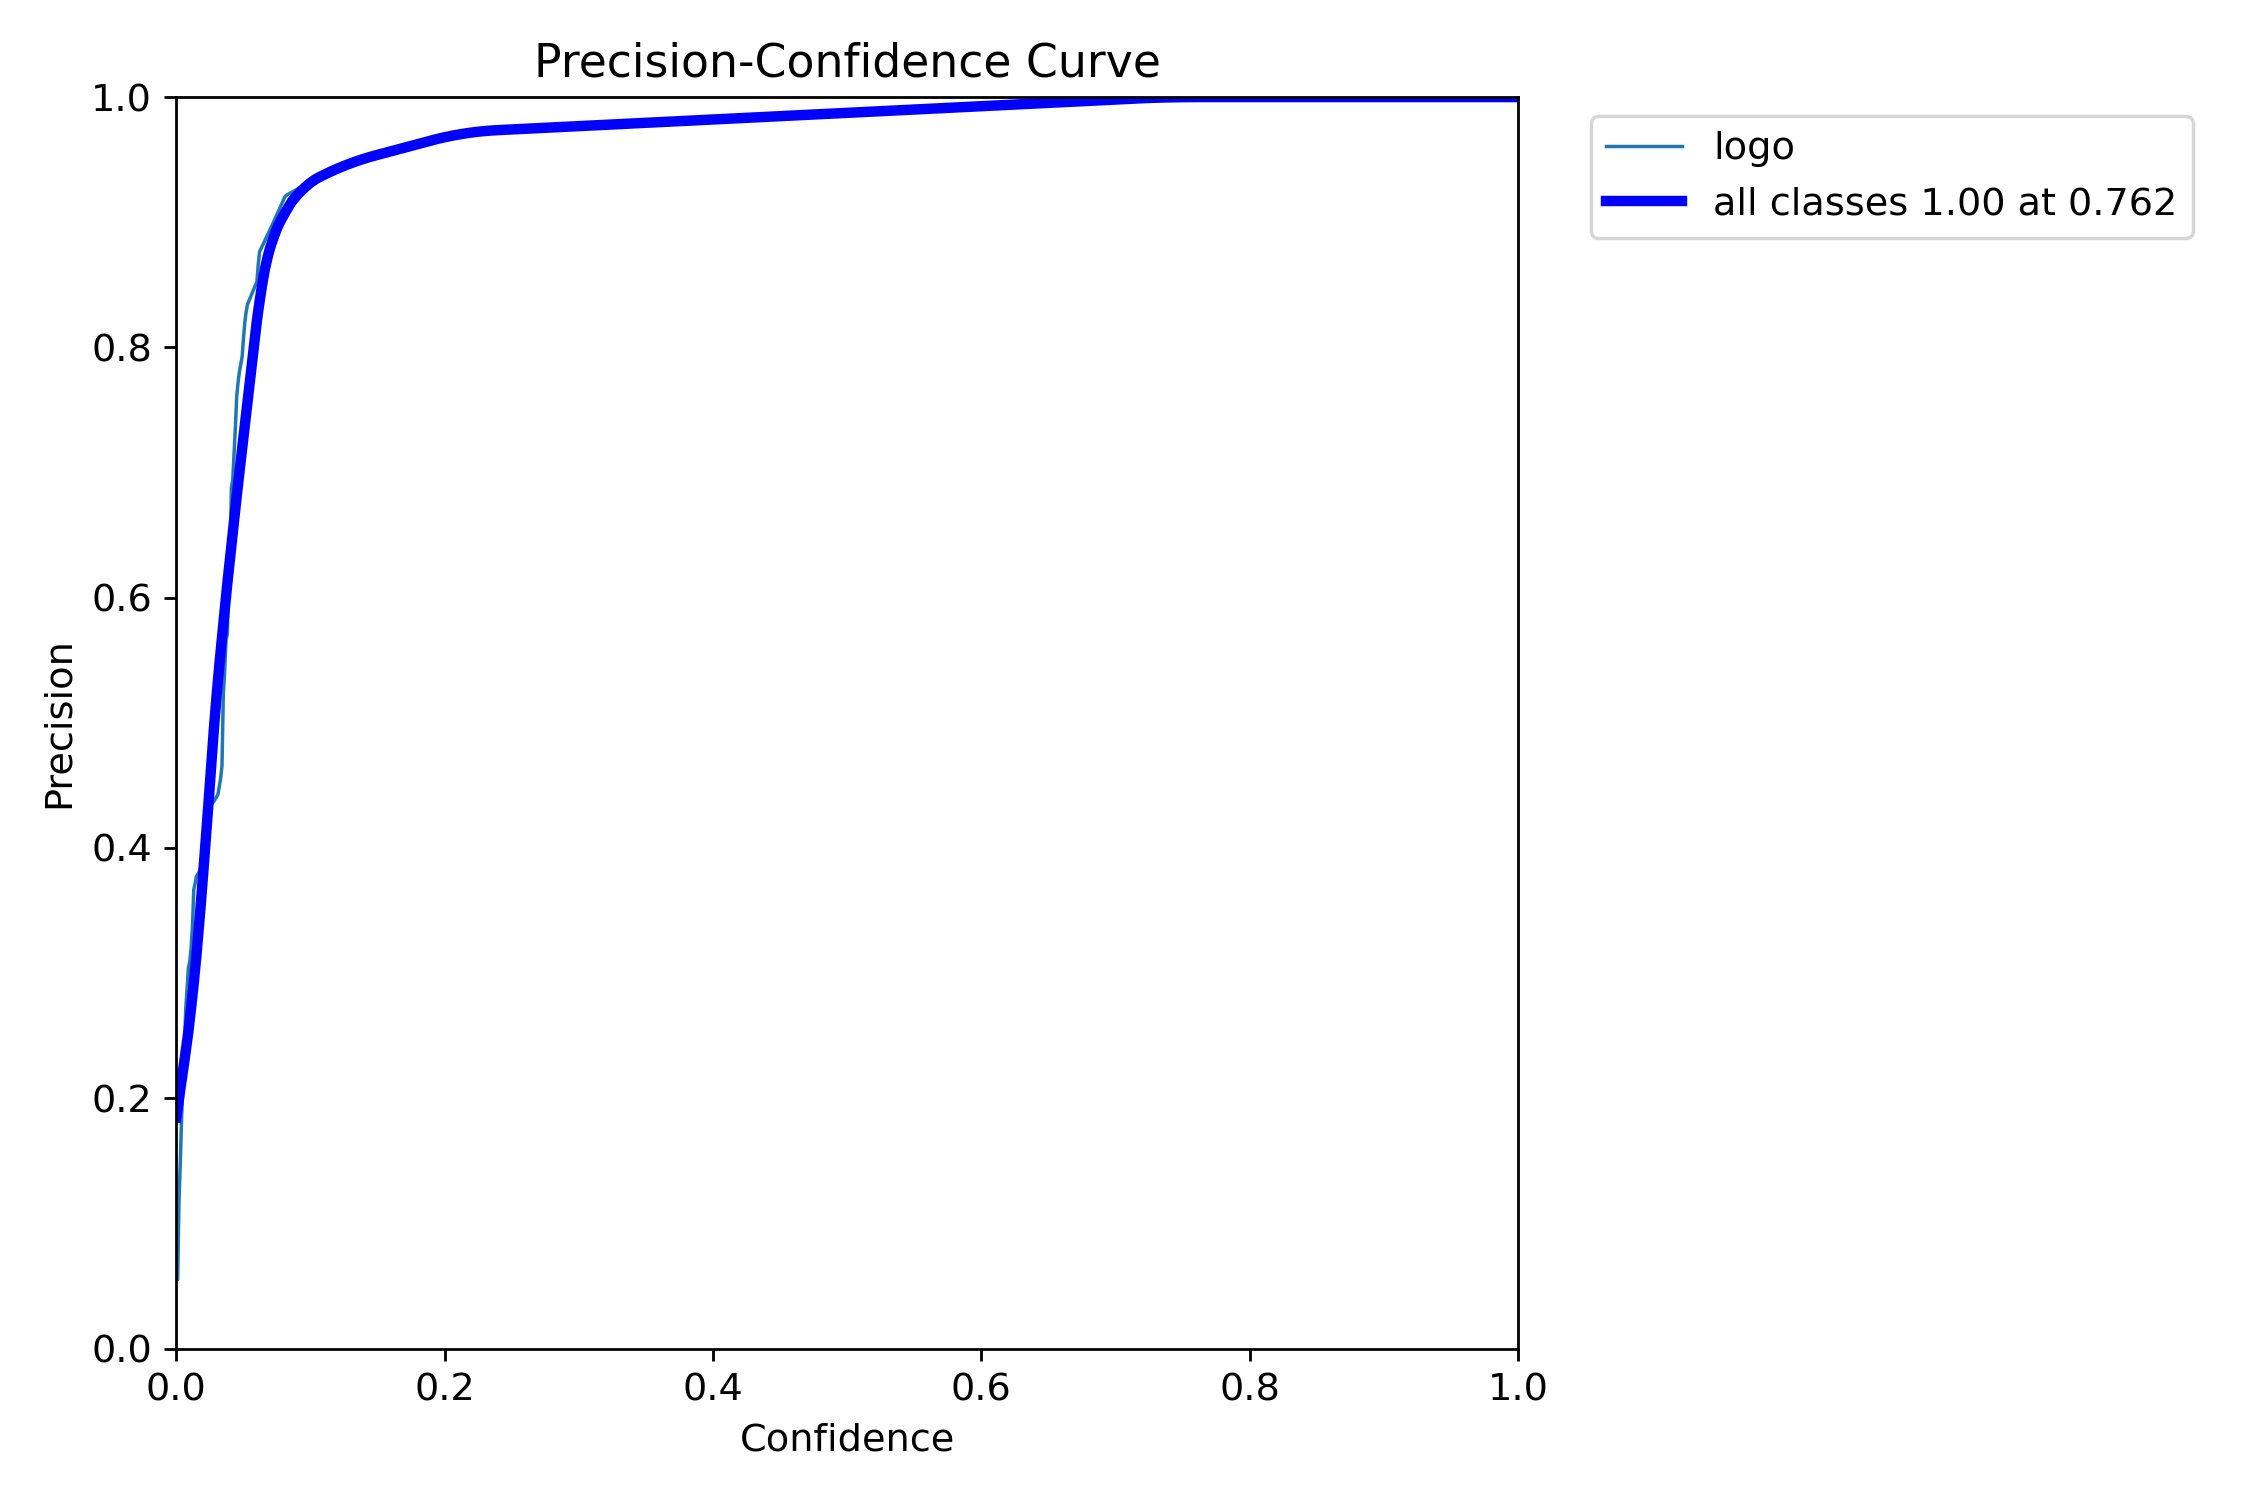 Precision-Confidence Curve
1.0
0.8
0.6
0.4
0.2
0.0
Precision
0.0 0.2 0.4 0.6 0.8 1.0
Confidence
logo
all classes 1.00 at 0.762